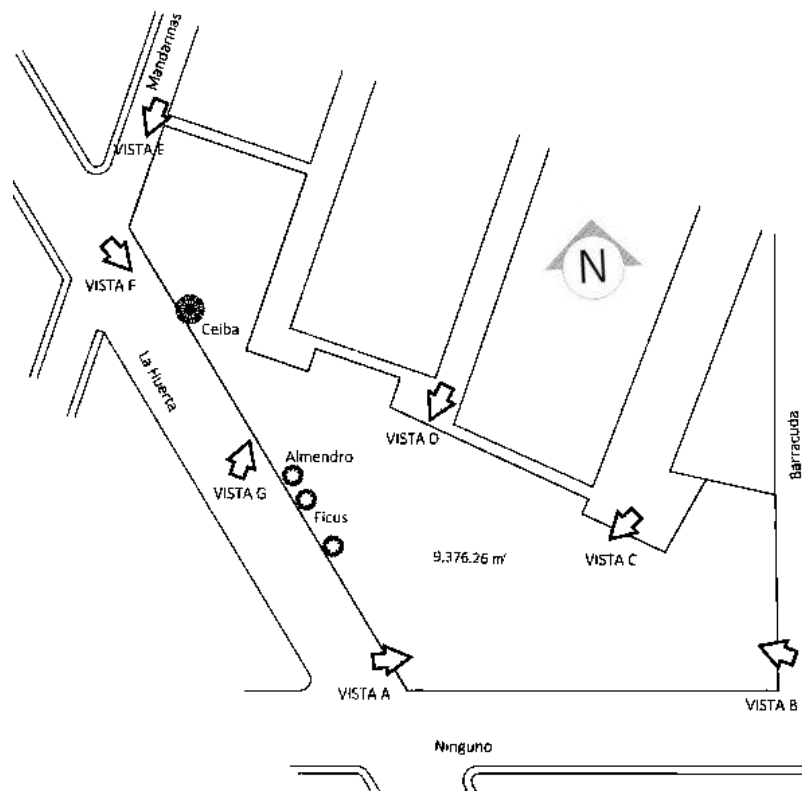 Mandarinas
VISTA E
N
VISTA F
Ceiba
La Huerta
VISTA D
Barracuda
Almendro
VISTA G
Ficus
9.376.26 m²
VISTA C
VISTA A
VISTA B
Ninguno